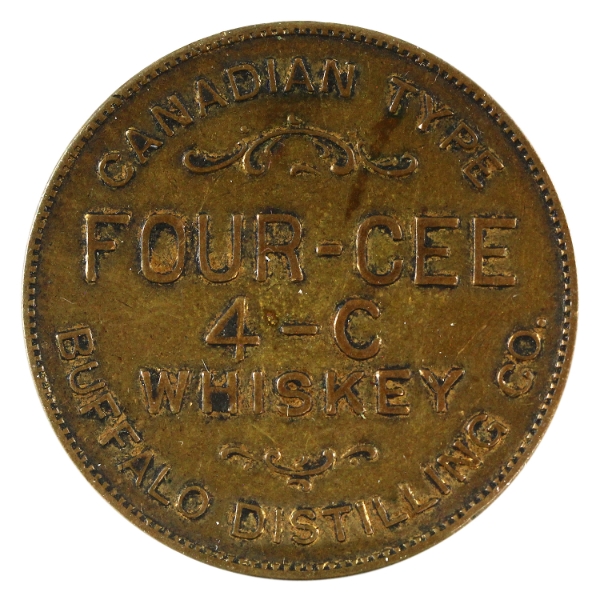 CANADIAN TYPE
FOUR-CEE
4-C
WHISKEY
BUFFALO DISTILLING CO.